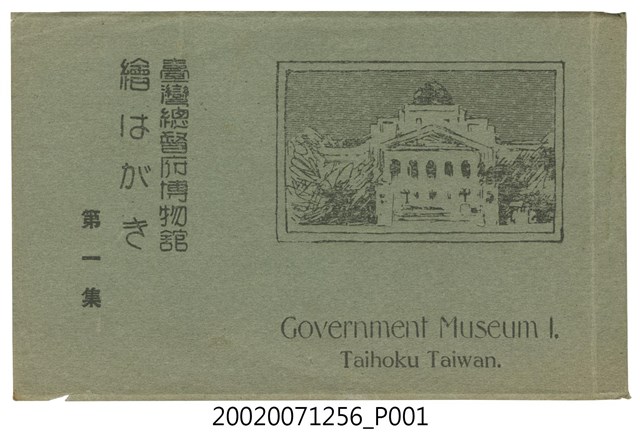 臺灣總督府博物館
繪はがき
第一集
Government Museum I.
Taihoku Taiwan.
20020071256_P001